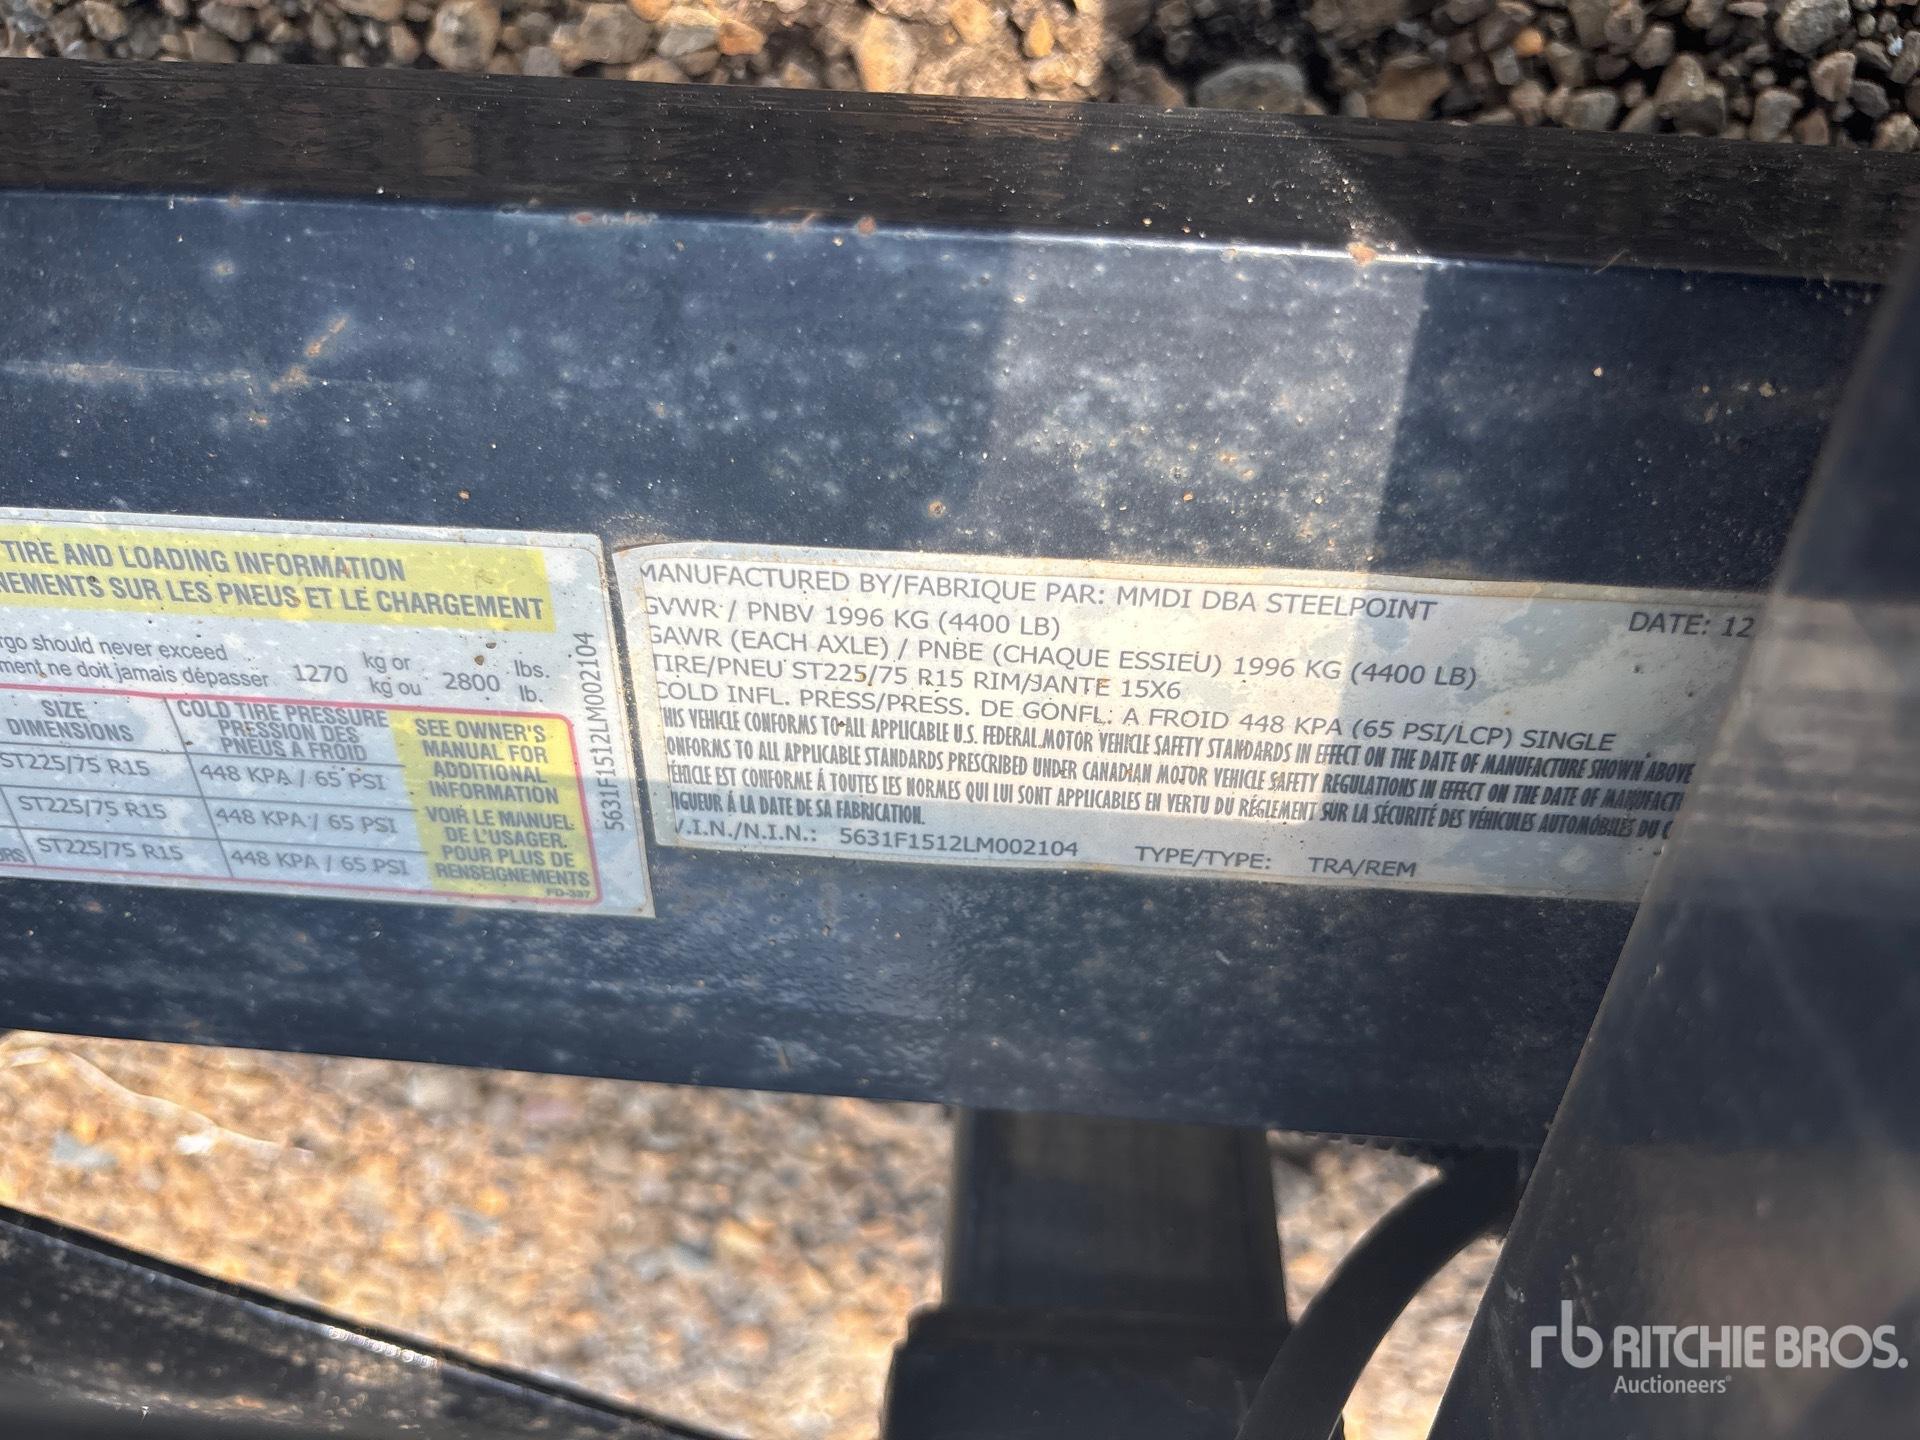 TIRE AND LOADING INFORMATION
NEMENTS SUR LES PNEUS ET LE CHARGEMENT
rgo should never exceed
ment ne doit jamais dépasser
1270
kg or
kg ou
2800
lbs.
lb.
SIZE
DIMENSIONS
COLD TIRE PRESSURE
PRESSION DES
PNEUS A FROID
ST225/75 R15
448 KPA / 65 PSI
ST225/75 R15
448 KPA / 65 PSI
URS
ST225/75 R15
448 KPA / 65 PSI
SEE OWNER'S
MANUAL FOR
ADDITIONAL
INFORMATION
VOIR LE MANUEL
DE L'USAGER
POUR PLUS DE
RENSEIGNEMENTS
FD-337
5631F1512LM002104
MANUFACTURED BY/FABRIQUE PAR: MMDI DBA STEELPOINT
DATE: 12
GVWR / PNBV 1996 KG (4400 LB)
GAWR (EACH AXLE) / PNBE (CHAQUE ESSIEU) 1996 KG (4400 LB)
TIRE/PNEU ST225/75 R15 RIM/JANTE 15X6
COLD INFL. PRESS/PRESS. DE GONFL. A FROID 448 KPA (65 PSI/LCP) SINGLE
HIS VEHICLE CONFORMS TO ALL APPLICABLE U.S. FEDERAL MOTOR VEHICLE SAFETY STANDARDS IN EFFECT ON THE DATE OF MANUFACTURE SHOWN ABOVE
ONFORMS TO ALL APPLICABLE STANDARDS PRESCRIBED UNDER CANADIAN MOTOR VEHICLE SAFETY REGULATIONS IN EFFECT ON THE DATE OF MANUFACT
ÉHICLE EST CONFORME Á TOUTES LES NORMES QUI LUI SONT APPLICABLES EN VERTU DU RÉGLEMENT SUR LA SÉCURITÉ DES VÉHICULES AUTOMOBILES DU C
IGUEUR Á LA DATE DE SA FABRICATION.
V.I.N./N.I.N.: 5631F1512LM002104 TYPE/TYPE: TRA/REM
rb RITCHIE BROS.
Auctioneers